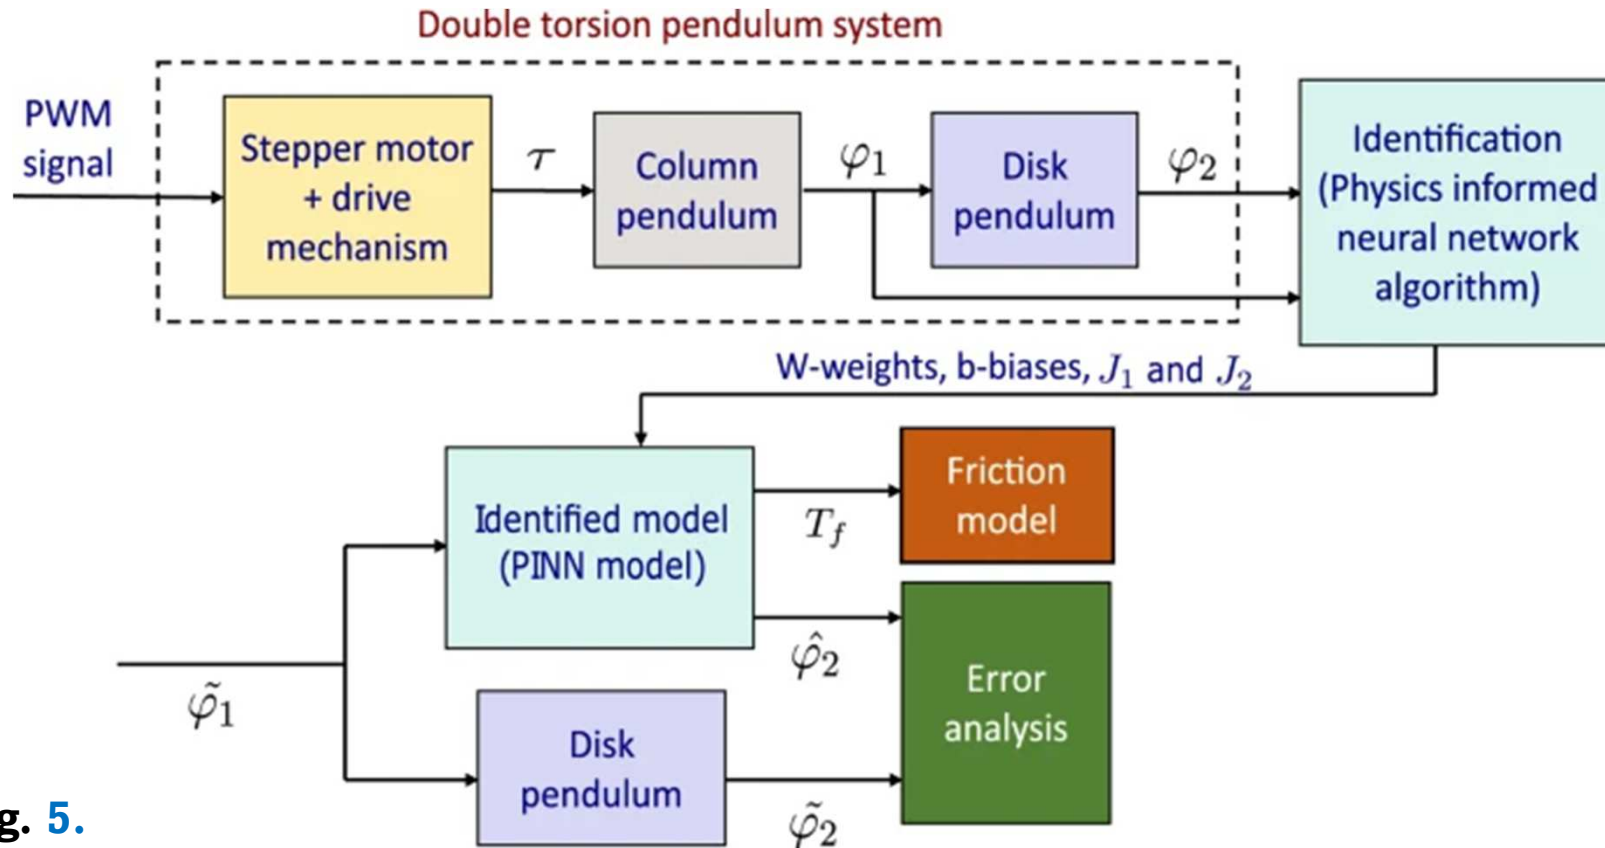 Double torsion pendulum system
PWM
signal
Stepper motor
+ drive
mechanism
τ
Column
pendulum
φ₁
Disk
pendulum
φ₂
Identification
(Physics informed
neural network
algorithm)
W-weights, b-biases, J₁ and J₂
Identified model
(PINN model)
T_f
Friction
model
φ̂₂
Error
analysis
φ̃₁
Disk
pendulum
φ̃₂
g. 5.